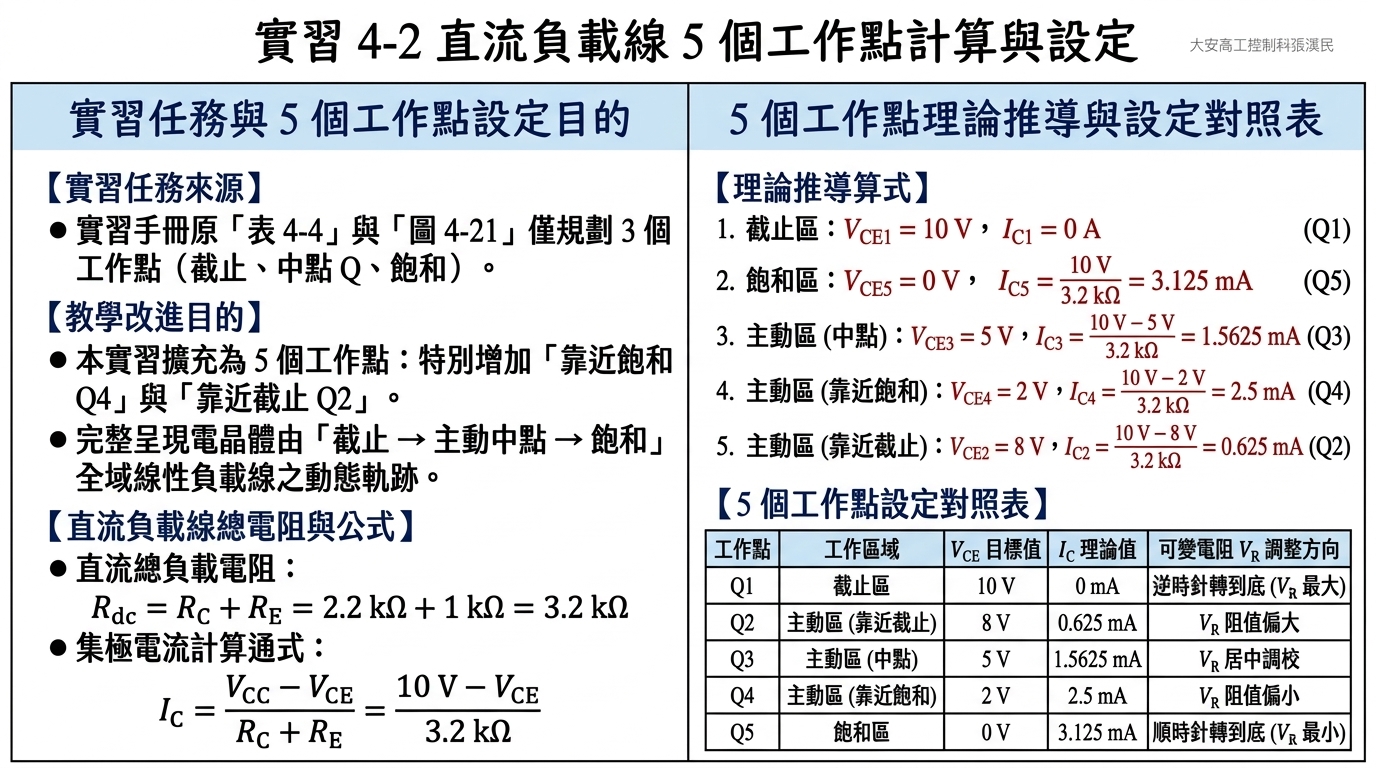 實習 4-2 直流負載線 5 個工作點計算與設定
大安高工控制科張漢民
實習任務與 5 個工作點設定目的
【實習任務來源】
● 實習手冊原「表 4-4」與「圖 4-21」僅規劃 3 個
工作點（截止、中點 Q、飽和）。
【教學改進目的】
● 本實習擴充為 5 個工作點：特別增加「靠近飽和
Q4」與「靠近截止 Q2」。
● 完整呈現電晶體由「截止 → 主動中點 → 飽和」
全域線性負載線之動態軌跡。
【直流負載線總電阻與公式】
● 直流總負載電阻：
R_dc = R_C + R_E = 2.2 kΩ + 1 kΩ = 3.2 kΩ
● 集極電流計算通式：
I_C = (V_CC − V_CE) / (R_C + R_E) = (10 V − V_CE) / 3.2 kΩ
5 個工作點理論推導與設定對照表
【理論推導算式】
1. 截止區：V_CE1 = 10 V，I_C1 = 0 A (Q1)
2. 飽和區：V_CE5 = 0 V，I_C5 = 10 V / 3.2 kΩ = 3.125 mA (Q5)
3. 主動區 (中點)：V_CE3 = 5 V，I_C3 = (10 V − 5 V) / 3.2 kΩ = 1.5625 mA (Q3)
4. 主動區 (靠近飽和)：V_CE4 = 2 V，I_C4 = (10 V − 2 V) / 3.2 kΩ = 2.5 mA (Q4)
5. 主動區 (靠近截止)：V_CE2 = 8 V，I_C2 = (10 V − 8 V) / 3.2 kΩ = 0.625 mA (Q2)
【5 個工作點設定對照表】
工作點 工作區域 V_CE 目標值 I_C 理論值 可變電阻 V_R 調整方向
Q1 截止區 10 V 0 mA 逆時針轉到底 (V_R 最大)
Q2 主動區 (靠近截止) 8 V 0.625 mA V_R 阻值偏大
Q3 主動區 (中點) 5 V 1.5625 mA V_R 居中調校
Q4 主動區 (靠近飽和) 2 V 2.5 mA V_R 阻值偏小
Q5 飽和區 0 V 3.125 mA 順時針轉到底 (V_R 最小)